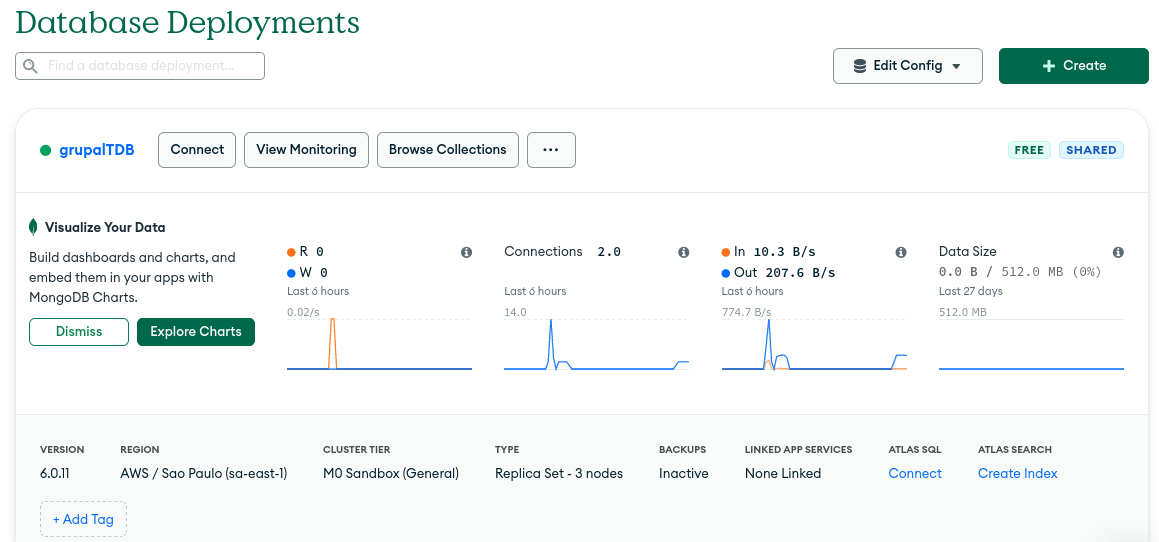 Database Deployments
Find a database deployment...
Edit Config
Create
grupalTDB
Connect
View Monitoring
Browse Collections
FREE
SHARED
Visualize Your Data
Build dashboards and charts, and
embed them in your apps with
MongoDB Charts.
Dismiss
Explore Charts
R 0
W 0
Last 6 hours
0.02/s
Connections 2.0
Last 6 hours
14.0
In 10.3 B/s
Out 207.6 B/s
Last 6 hours
774.7 B/s
Data Size
0.0 B / 512.0 MB (0%)
Last 27 days
512.0 MB
VERSION
6.0.11
REGION
AWS / Sao Paulo (sa-east-1)
CLUSTER TIER
M0 Sandbox (General)
TYPE
Replica Set - 3 nodes
BACKUPS
Inactive
LINKED APP SERVICES
None Linked
ATLAS SQL
Connect
ATLAS SEARCH
Create Index
+ Add Tag